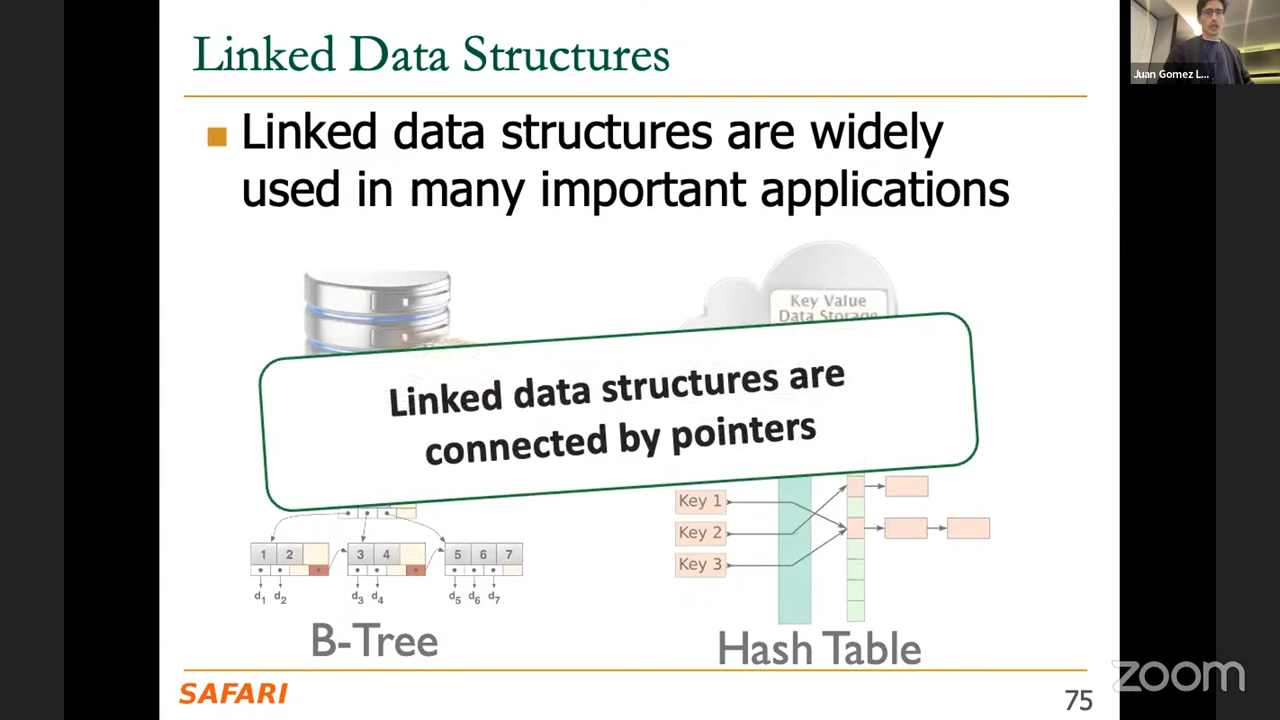 Linked Data Structures
Juan Gomez L...
Linked data structures are widely
used in many important applications
Key Value
Data Storage
Linked data structures are
connected by pointers
Key 1
Key 2
Key 3
1 2 3 4 5 6 7
d1 d2 d3 d4 d5 d6 d7
B-Tree
Hash Table
SAFARI
75
zoom